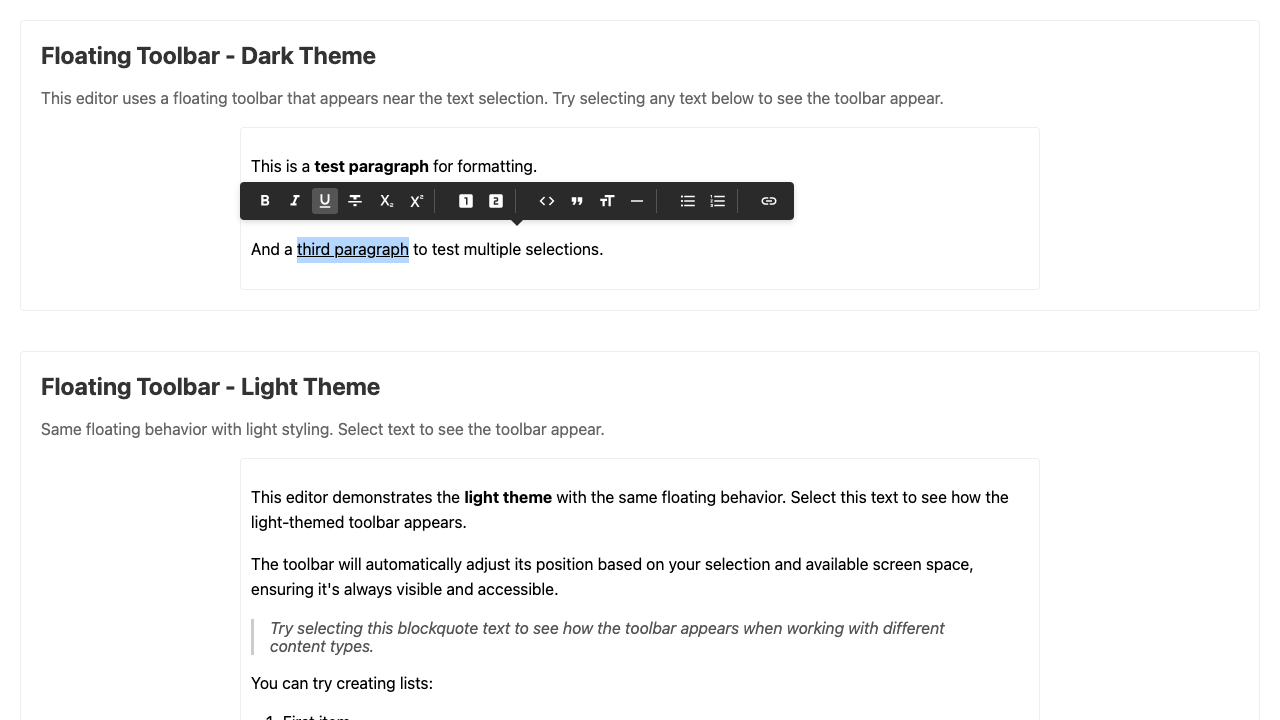 Floating Toolbar - Dark Theme
This editor uses a floating toolbar that appears near the text selection. Try selecting any text below to see the toolbar appear.
This is a test paragraph for formatting.
B I U T X₂ X² 1 2 <> TT
And a third paragraph to test multiple selections.
Floating Toolbar - Light Theme
Same floating behavior with light styling. Select text to see the toolbar appear.
This editor demonstrates the light theme with the same floating behavior. Select this text to see how the
light-themed toolbar appears.
The toolbar will automatically adjust its position based on your selection and available screen space,
ensuring it's always visible and accessible.
Try selecting this blockquote text to see how the toolbar appears when working with different
content types.
You can try creating lists:
1. First item